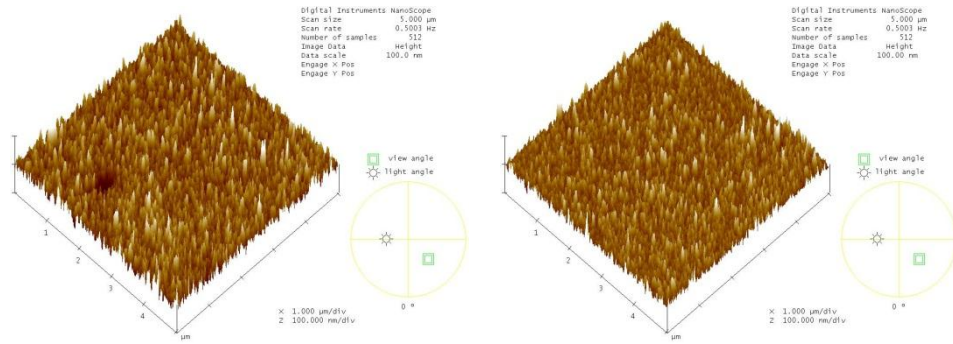 Digital Instruments NanoScope
Scan size 5.000 µm
Scan rate 0.5003 Hz
Number of samples 512
Image Data Height
Data scale 100.0 nm
Engage X Pos
Engage Y Pos
view angle
light angle
0 °
1
2
3
4
µm
X 1.000 µm/div
Z 100.000 nm/div
Digital Instruments NanoScope
Scan size 5.000 µm
Scan rate 0.5003 Hz
Number of samples 512
Image Data Height
Data scale 100.00 nm
Engage X Pos
Engage Y Pos
view angle
light angle
0 °
1
2
3
4
µm
X 1.000 µm/div
Z 100.000 nm/div